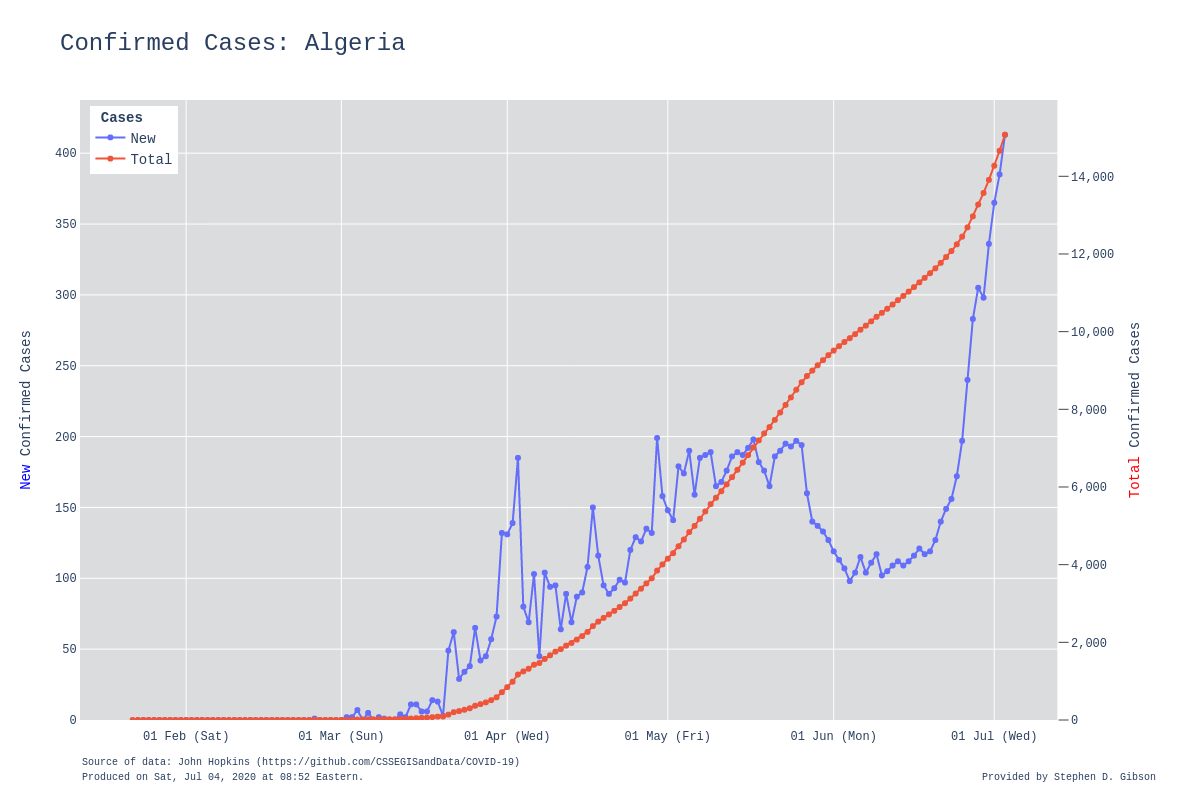 Confirmed Cases: Algeria
Cases
New
Total
400
350
300
250
200
150
100
50
0
New Confirmed Cases
14,000
12,000
10,000
8,000
6,000
4,000
2,000
0
Total Confirmed Cases
01 Feb (Sat)
01 Mar (Sun)
01 Apr (Wed)
01 May (Fri)
01 Jun (Mon)
01 Jul (Wed)
Source of data: John Hopkins (https://github.com/CSSEGISandData/COVID-19)
Produced on Sat, Jul 04, 2020 at 08:52 Eastern.
Provided by Stephen D. Gibson